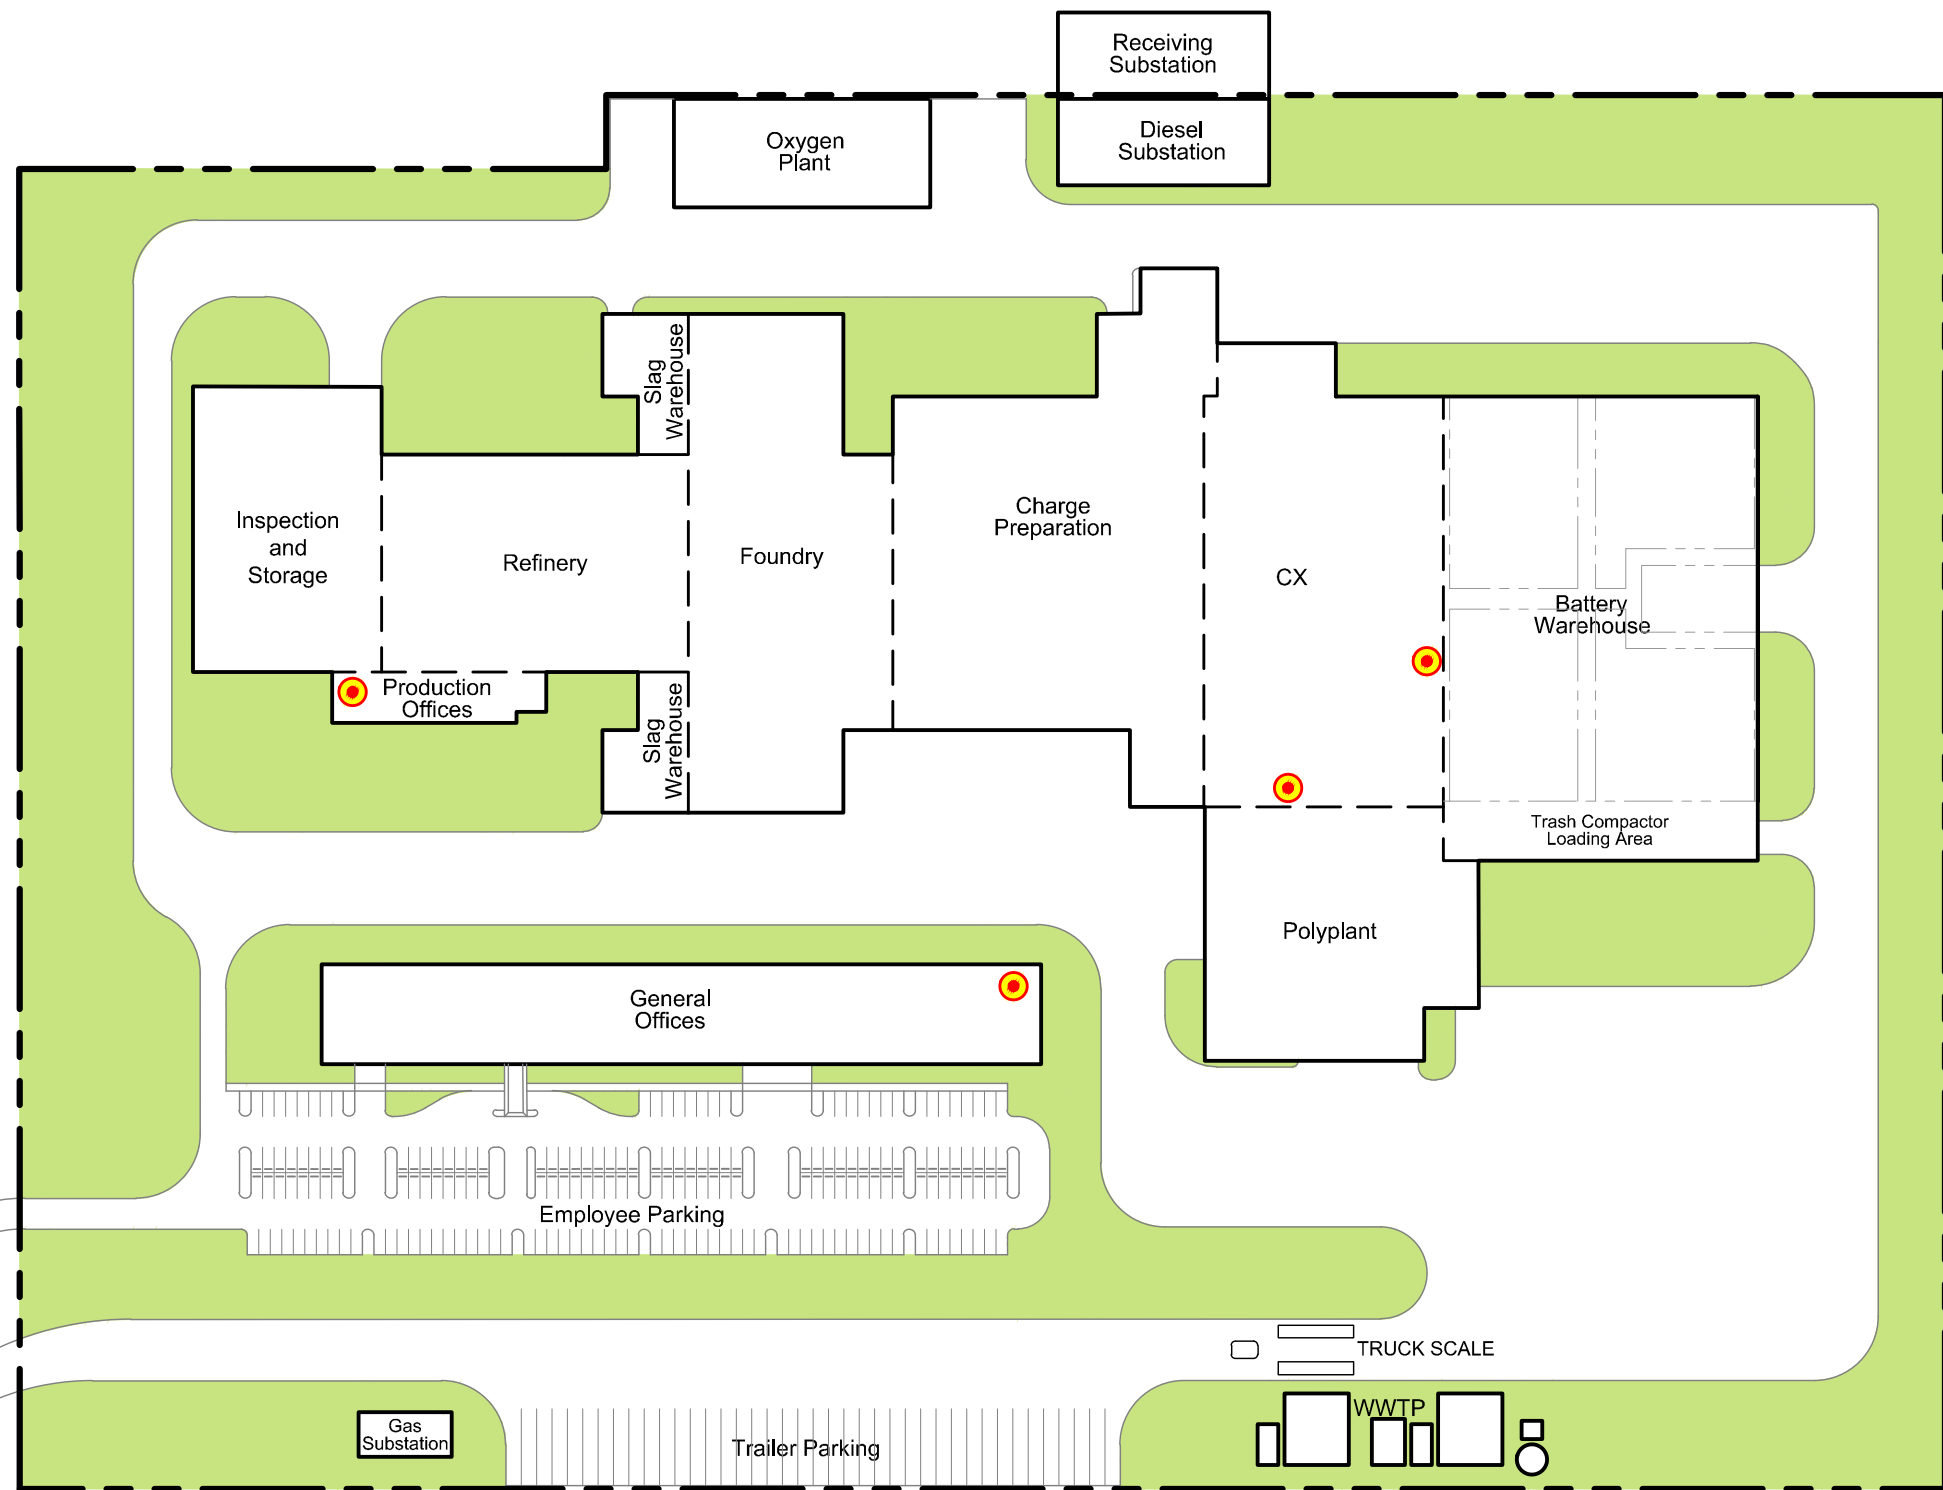 Receiving
Substation
Oxygen
Plant
Diesel
Substation
Slag
Warehouse
Inspection
and
Storage
Refinery
Foundry
Charge
Preparation
CX
Battery
Warehouse
Production
Offices
Slag
Warehouse
Trash Compactor
Loading Area
Polyplant
General
Offices
Employee Parking
TRUCK SCALE
WWTP
Gas
Substation
Trailer Parking